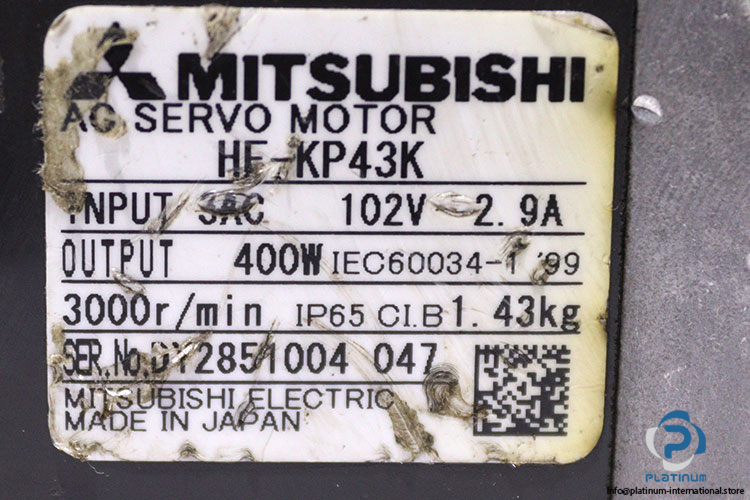 MITSUBISHI
AC SERVO MOTOR
HF-KP43K
INPUT 3AC 102V 2.9A
OUTPUT 400W IEC60034-1 '99
3000r/min IP65 CI.B 1.43kg
SER.No.DY2851004 047
MITSUBISHI ELECTRIC
MADE IN JAPAN
PLATINUM
info@platinum-international.store